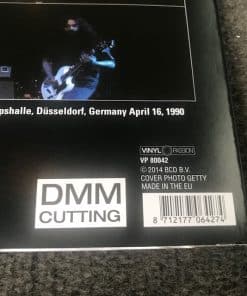 pshalle, Düsseldorf, Germany April 16, 1990
VINYL PASSION
VP 80042
© 2014 BCD B.V.
COVER PHOTO GETTY
MADE IN THE EU
DMM
CUTTING
8 712177 064274